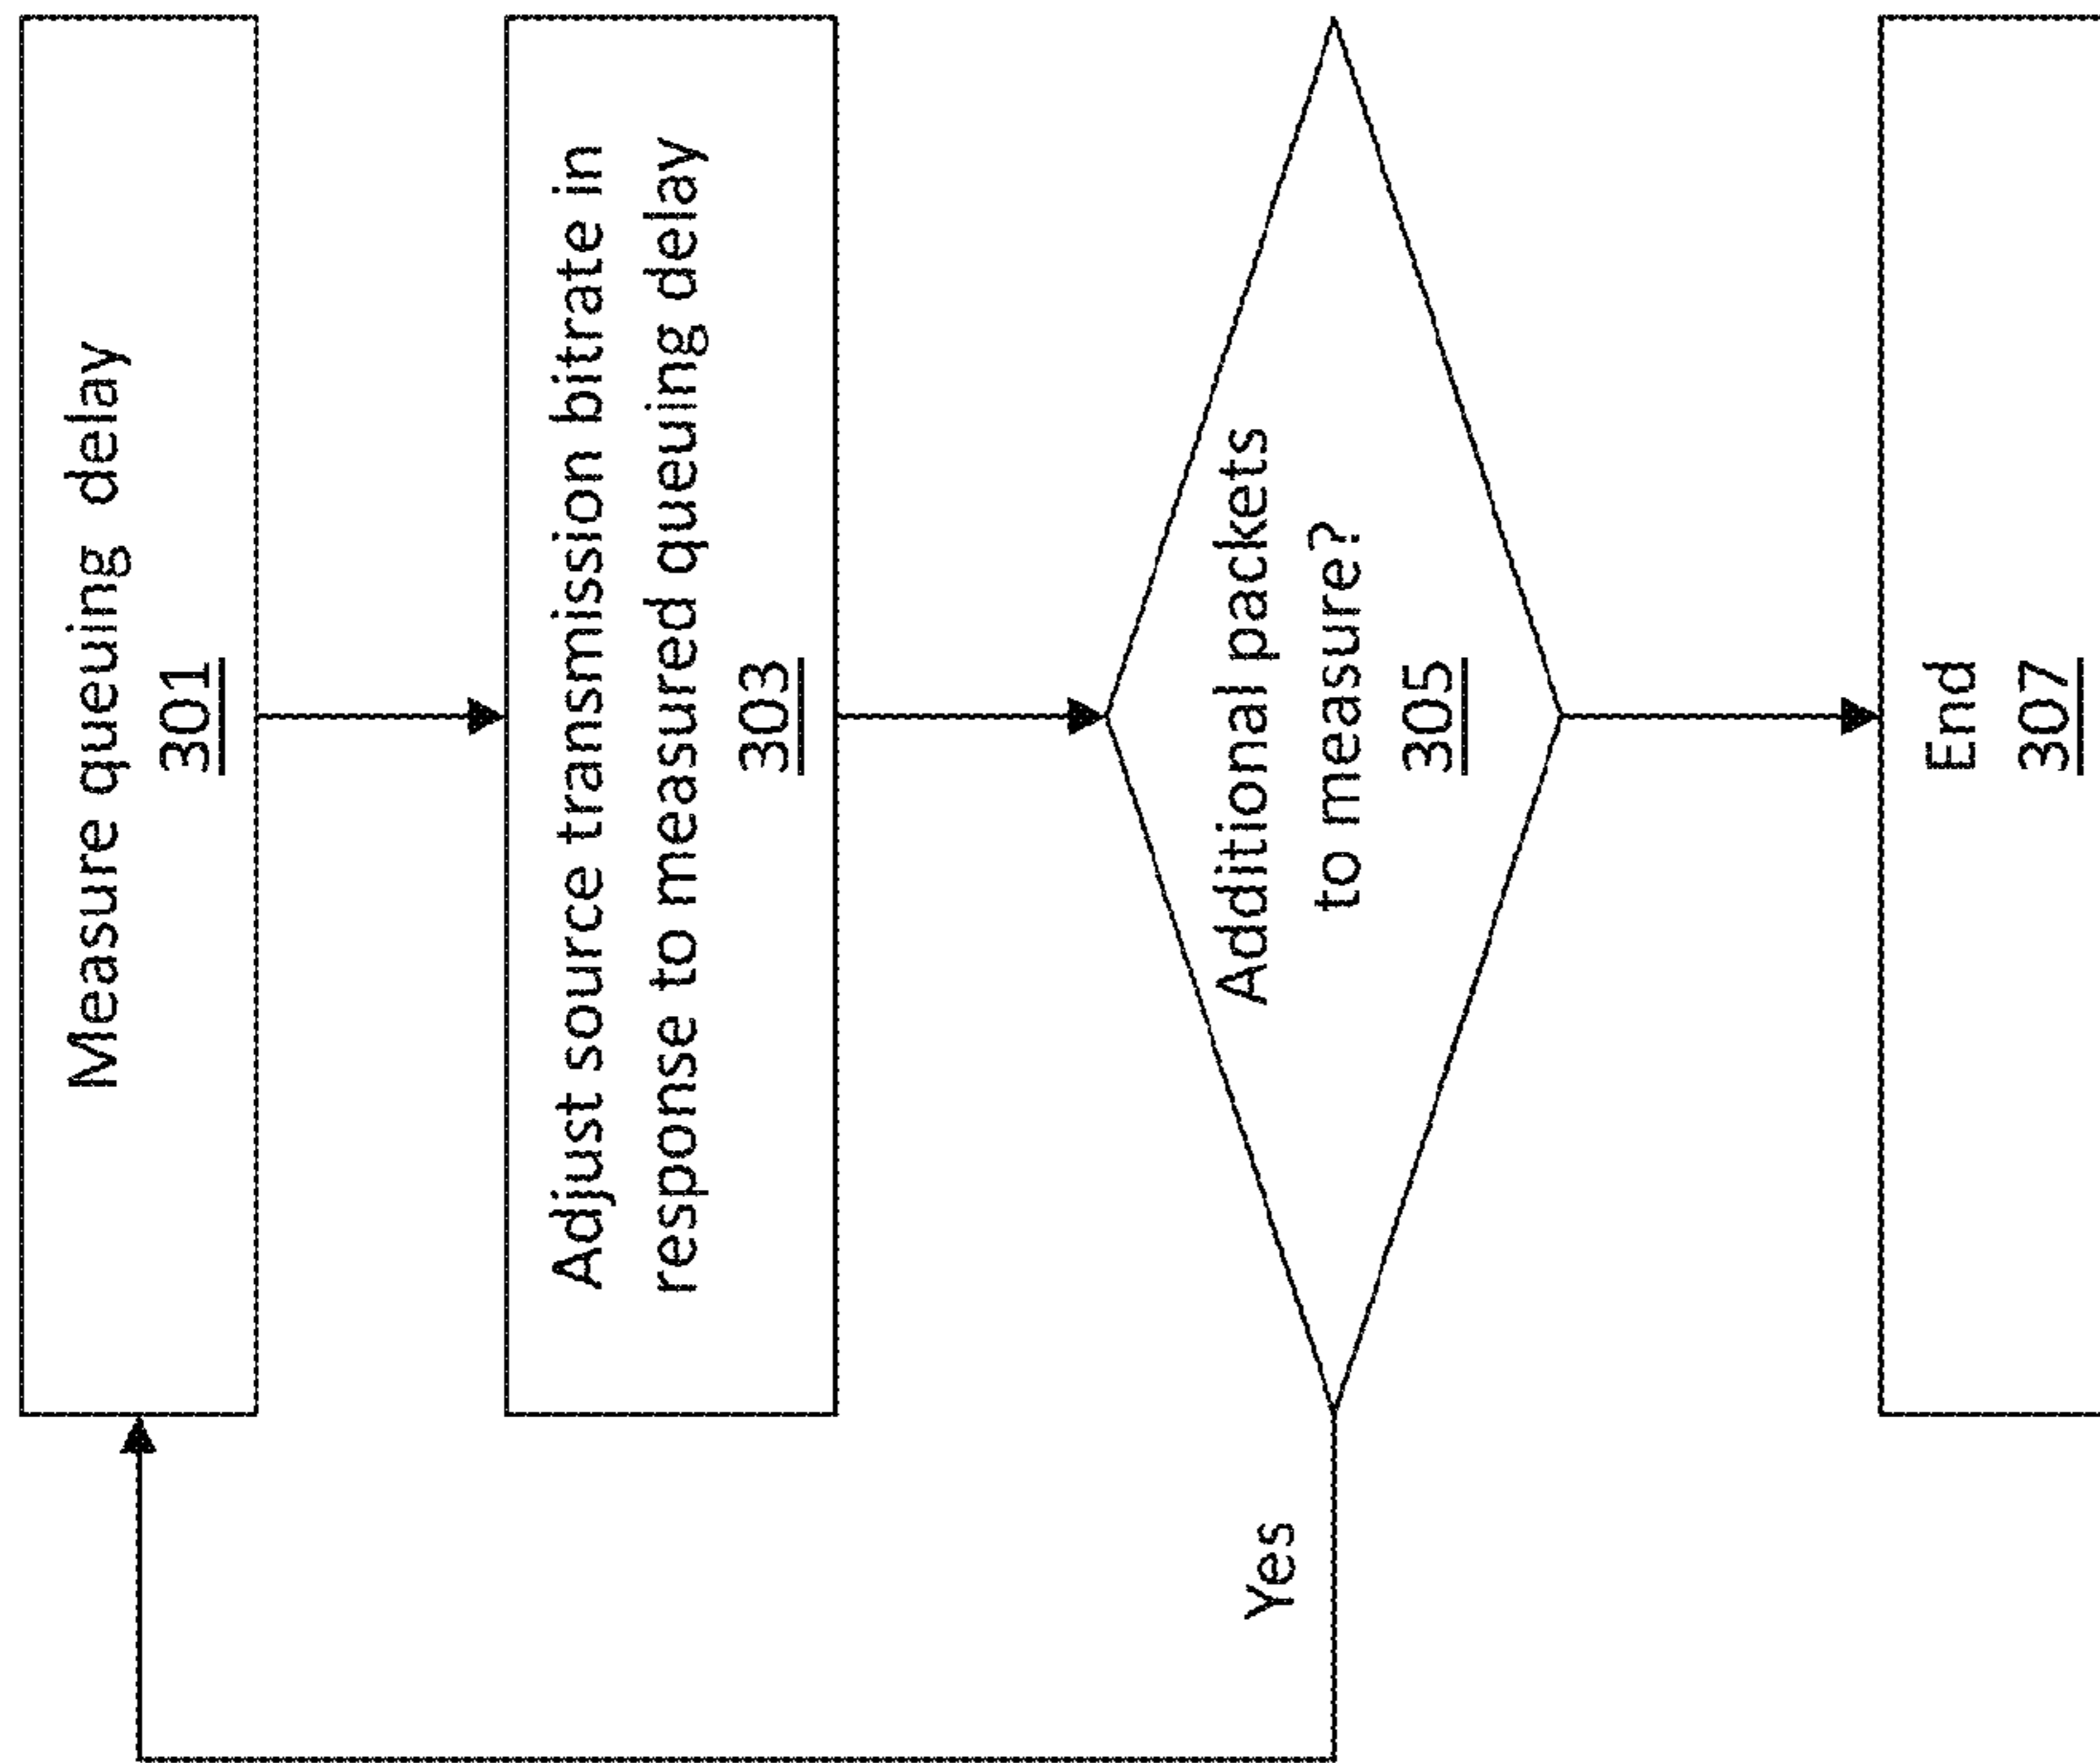 Measure queuing delay
301
Adjust source transmission bitrate in
response to measured queuing delay
303
Additional packets
to measure?
305
Yes
End
307